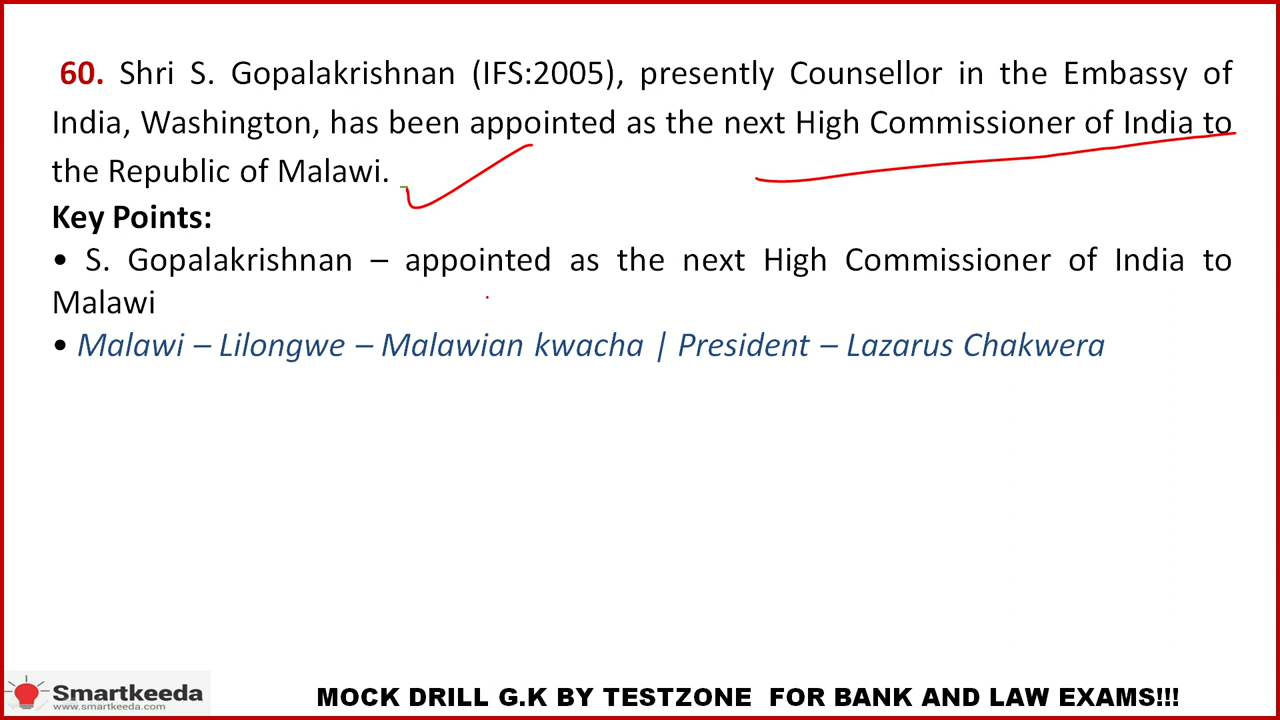 60. Shri S. Gopalakrishnan (IFS:2005), presently Counsellor in the Embassy of
India, Washington, has been appointed as the next High Commissioner of India to
the Republic of Malawi.
Key Points:
• S. Gopalakrishnan – appointed as the next High Commissioner of India to
Malawi
• Malawi – Lilongwe – Malawian kwacha | President – Lazarus Chakwera
Smartkeeda
www.smartkeeda.com
MOCK DRILL G.K BY TESTZONE FOR BANK AND LAW EXAMS!!!